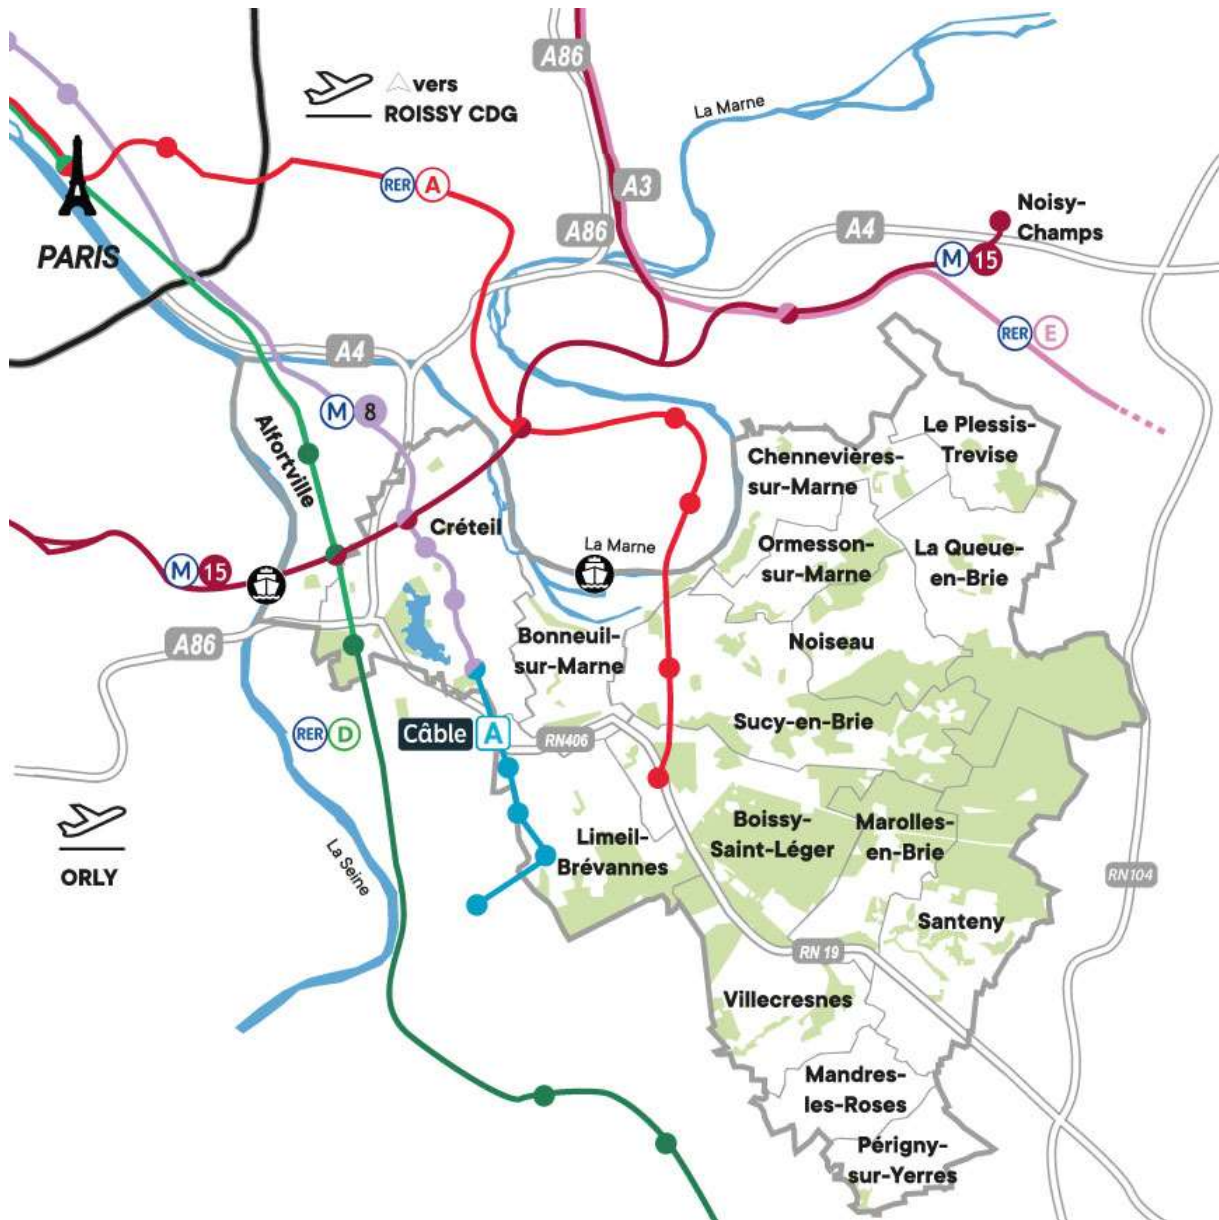 A86
vers
ROISSY CDG
La Marne
RER A
A3
Noisy-
Champs
A86
A4
M 15
PARIS
RER E
A4
M 8
Le Plessis-
Trevise
Alfortville
Chennevières-
sur-Marne
Créteil
La Marne
Ormesson-
sur-Marne
La Queue-
en-Brie
M 15
A86
Bonneuil-
sur-Marne
Noiseau
RER D
Câble A
RN406
Sucy-en-Brie
ORLY
La Seine
Limeil-
Brévannes
Boissy-
Saint-Léger
Marolles-
en-Brie
RN104
Santeny
RN 19
Villecresnes
Mandres-
les-Roses
Périgny-
sur-Yerres